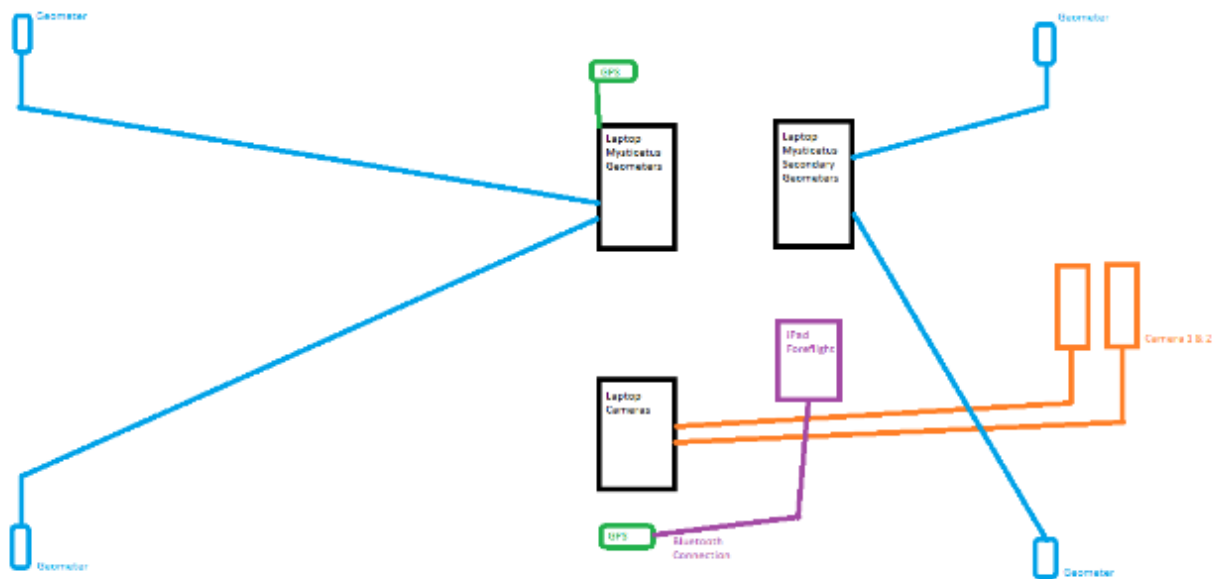 Geometer
Geometer
GPS
Laptop
Mysticetus
Geometers
Laptop
Mysticetus
Secondary
Geometers
iPad
Foreflight
Camera 1 & 2
Laptop
Cameras
GPS
Bluetooth
Connection
Geometer
Geometer